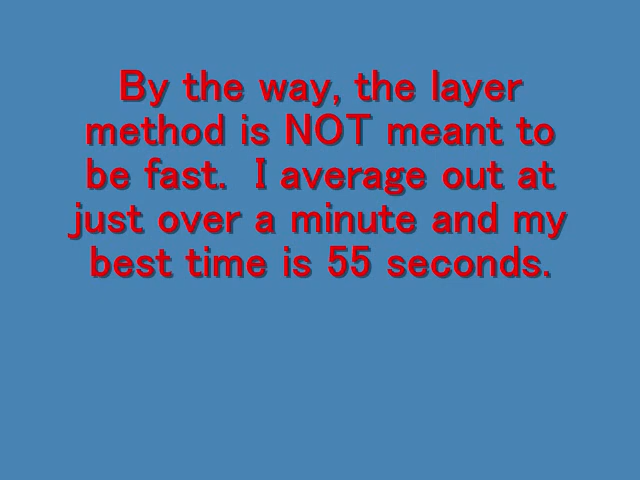 By the way, the layer
method is NOT meant to
be fast.  I average out at
just over a minute and my
best time is 55 seconds.